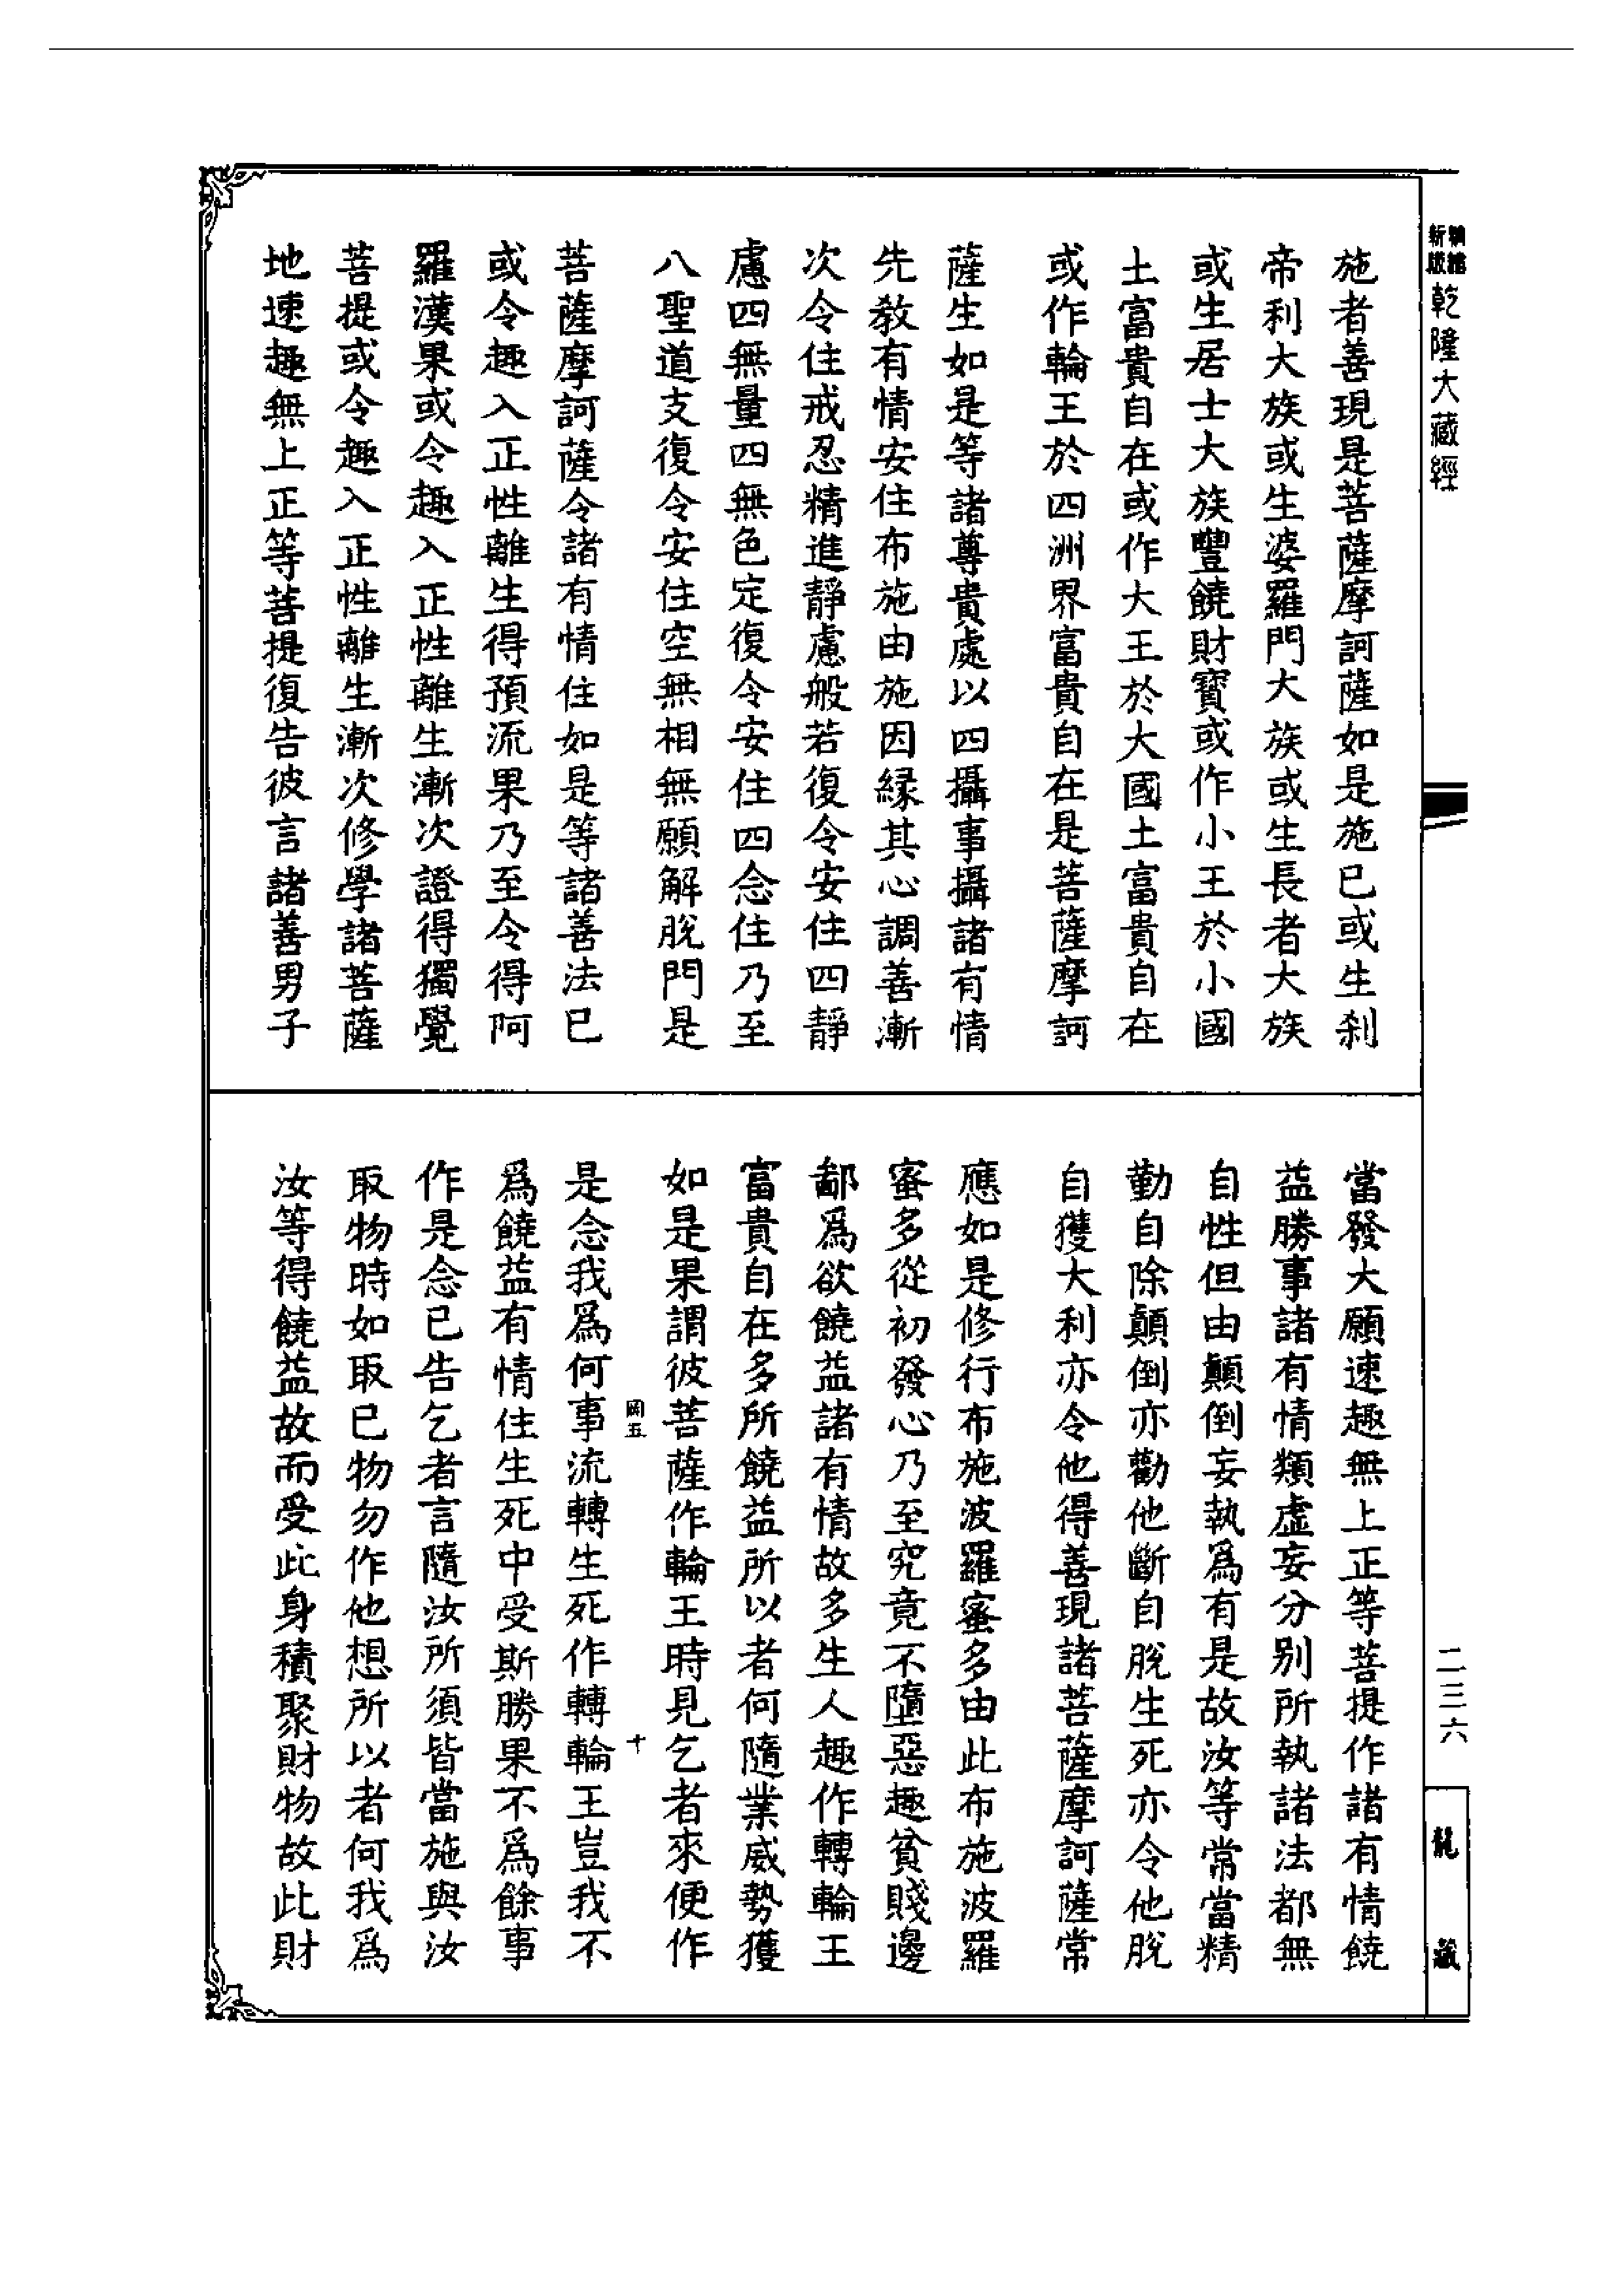 乾隆大藏經
施者善現是菩薩摩訶薩如是施已或生刹
帝利大族或生婆羅門大族或生長者大族
或生居士大族豐饒財寶或作小王於小國
土富貴自在或作大王於大國土富貴自在
或作輪王於四洲界富貴自在是菩薩摩訶
薩生如是等諸尊貴處以四攝事攝諸有情
先教有情安住布施由施因緣其心調善漸
次令住戒忍精進靜慮般若復令安住四靜
慮四無量四無色定復令安住四念住乃至
八聖道支復令安住空無相無願解脫門是
菩薩摩訶薩令諸有情住如是等諸善法已
或令趣入正性離生得預流果乃至令得阿
羅漢果或令趣入正性離生漸次證得獨覺
菩提或令趣入正性離生漸次修學諸菩薩
地速趣無上正等菩提復告彼言諸善男子
當發大願速趣無上正等菩提作諸有情饒
益勝事諸有情類虛妄分別所執諸法都無
自性但由顛倒妄執爲有是故汝等常當精
勤自除顛倒亦勸他斷自脫生死亦令他脫
自獲大利亦令他得善現諸菩薩摩訶薩常
應如是修行布施波羅蜜多由此布施波羅
蜜多從初發心乃至究竟不墮惡趣貧賤邊
鄙爲欲饒益諸有情故多生人趣作轉輪王
富貴自在多所饒益所以者何隨業威勢獲
如是果謂彼菩薩作輪王時見乞者來便作
岡五
十
是念我爲何事流轉生死作轉輪王豈我不
爲饒益有情住生死中受斯勝果不爲餘事
作是念已告乞者言隨汝所須皆當施與汝
取物時如取已物勿作他想所以者何我爲
汝等得饒益故而受此身積聚財物故此財
二三六
龍藏